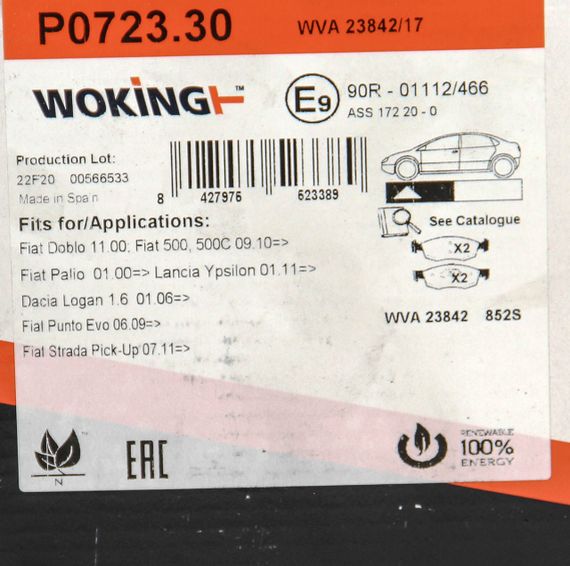 P0723.30 WVA 23842/17
WOKING™
E9 90R - 01112/466
ASS 172 20 - 0
Production Lot:
22F20 00566533
Made in Spain
8 427976 623389
Fits for/Applications:
See Catalogue
Fiat Doblo 11.00; Fiat 500, 500C 09.10=>
X2
Fiat Palio 01.00=> Lancia Ypsilon 01.11=>
X2
Dacia Logan 1.6 01.06=>
WVA 23842 852S
Fiat Punto Evo 06.09=>
Fiat Strada Pick-Up 07.11=>
N
EAC
RENEWABLE
100%
ENERGY